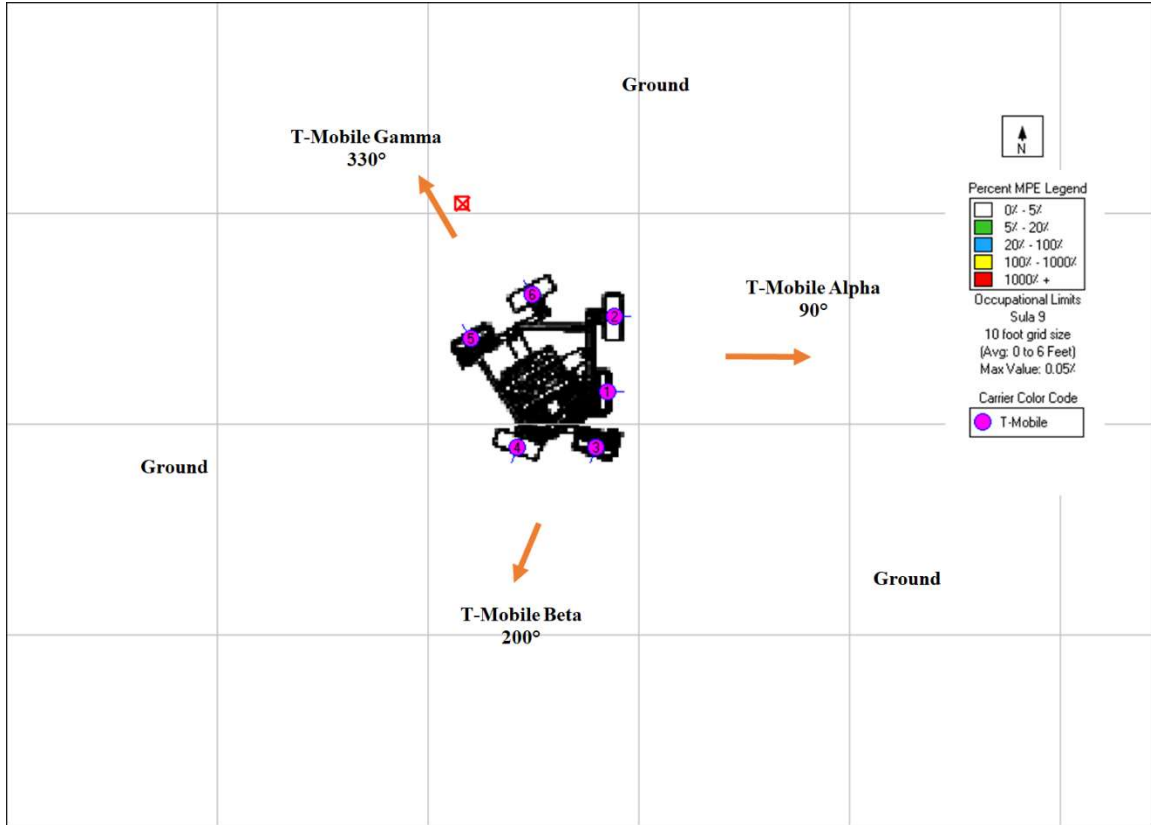 Ground
T-Mobile Gamma
330°
N
Percent MPE Legend
0% - 5%
5% - 20%
20% - 100%
100% - 1000%
1000% +
Occupational Limits
Sula 9
10 foot grid size
(Avg: 0 to 6 Feet)
Max Value: 0.05%
Carrier Color Code
T-Mobile
T-Mobile Alpha
90°
6
2
5
1
4
3
Ground
Ground
T-Mobile Beta
200°